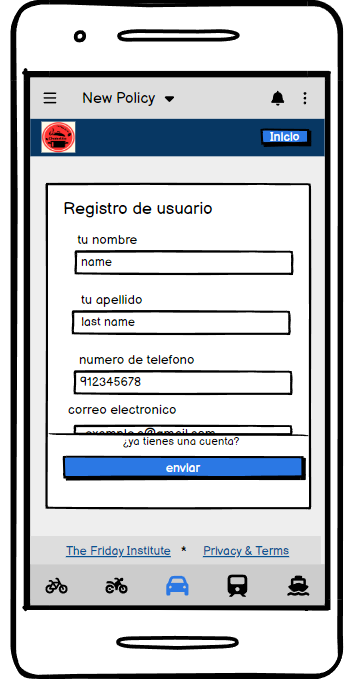 New Policy
Inicio
Registro de usuario
tu nombre
name
tu apellido
last name
numero de telefono
912345678
correo electronico
¿ya tienes una cuenta?
enviar
The Friday Institute * Privacy & Terms